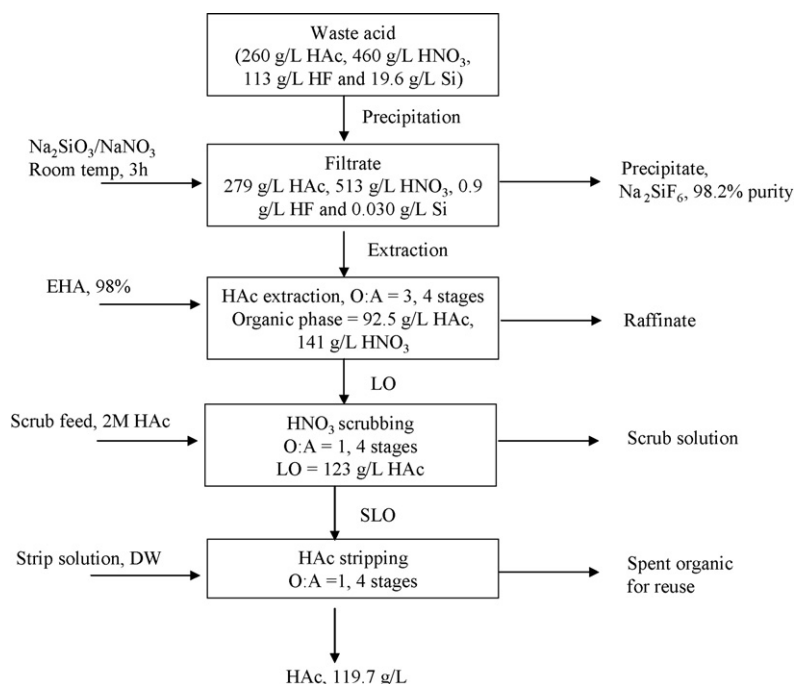 Waste acid
(260 g/L HAc, 460 g/L HNO₃,
113 g/L HF and 19.6 g/L Si)
Precipitation
Na₂SiO₃/NaNO₃
Room temp, 3h
Filtrate
279 g/L HAc, 513 g/L HNO₃, 0.9
g/L HF and 0.030 g/L Si
Precipitate,
Na₂SiF₆, 98.2% purity
Extraction
EHA, 98%
HAc extraction, O:A = 3, 4 stages
Organic phase = 92.5 g/L HAc,
141 g/L HNO₃
Raffinate
LO
Scrub feed, 2M HAc
HNO₃ scrubbing
O:A = 1, 4 stages
LO = 123 g/L HAc
Scrub solution
SLO
Strip solution, DW
HAc stripping
O:A =1, 4 stages
Spent organic
for reuse
HAc, 119.7 g/L